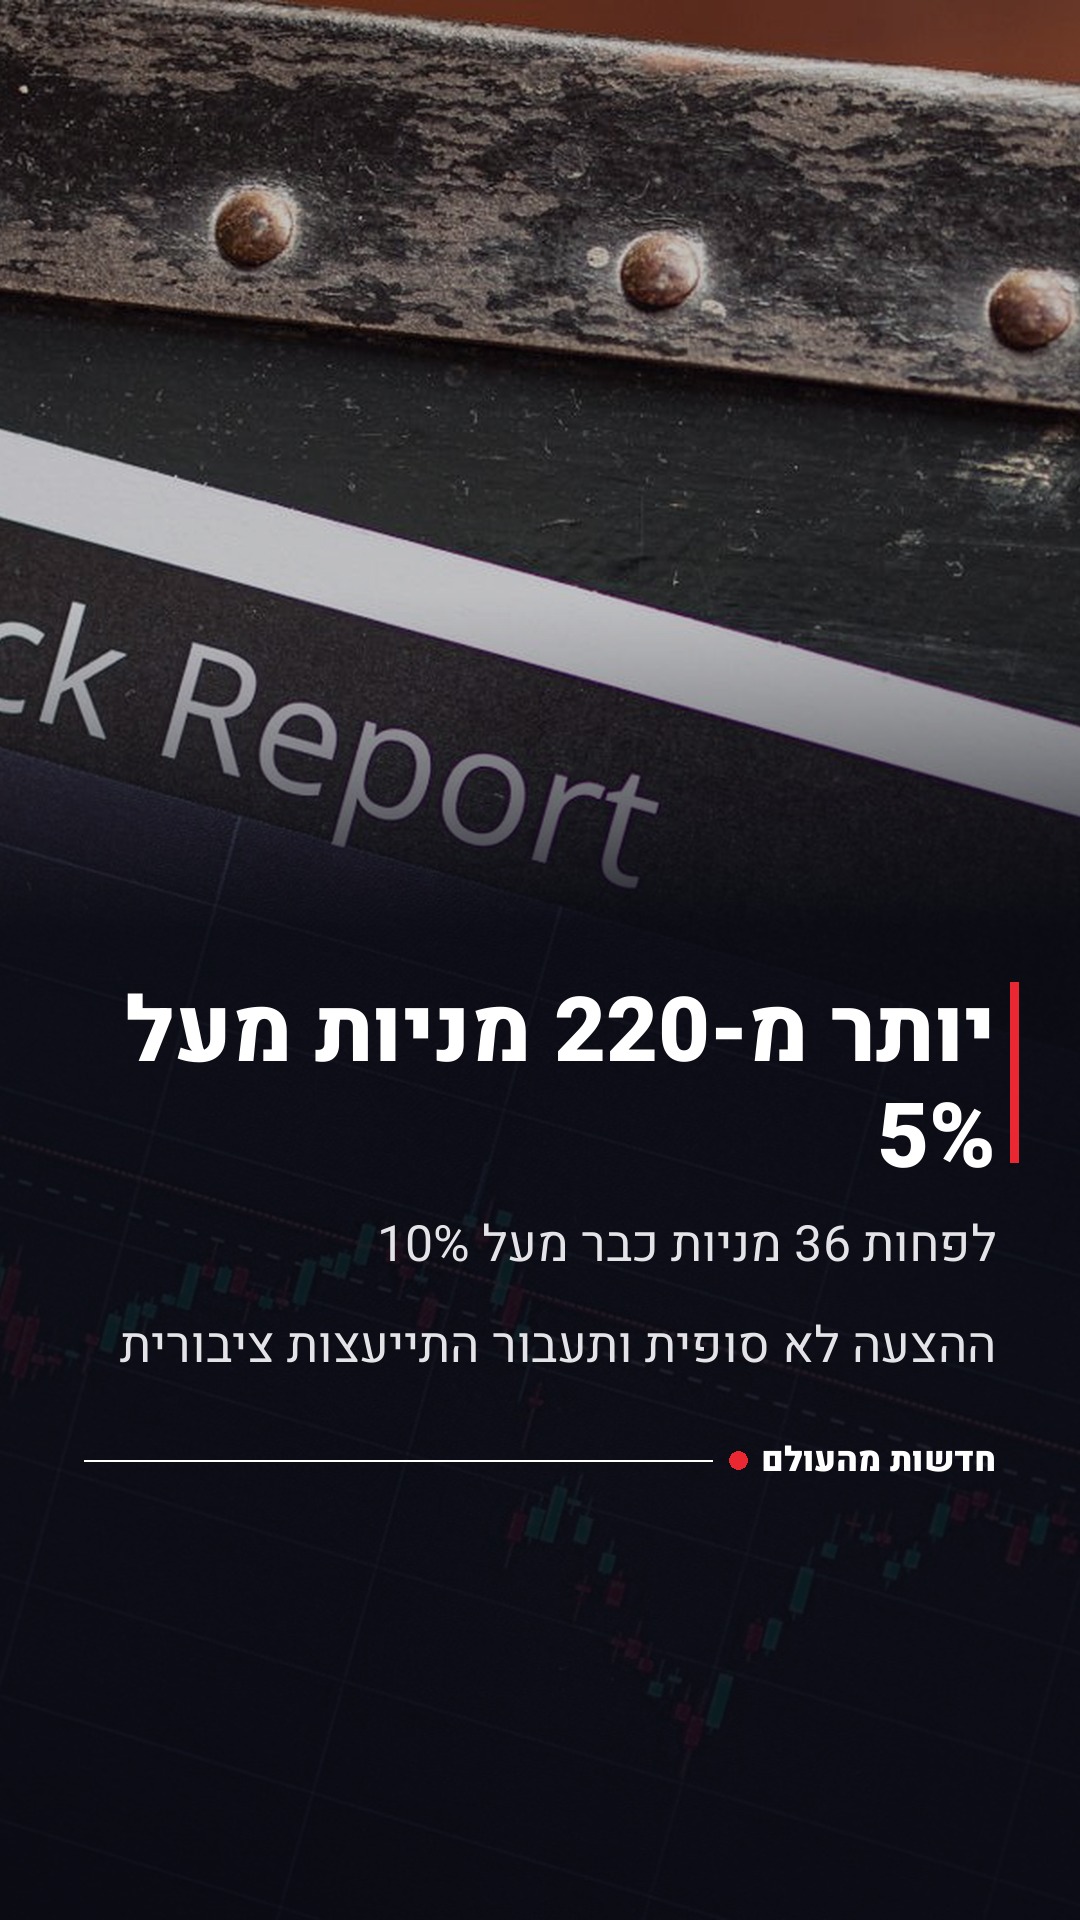 ck Report
יותר מ-220 מניות מעל
5%
לפחות 36 מניות כבר מעל 10%
ההצעה לא סופית ותעבור התייעצות ציבורית
חדשות מהעולם